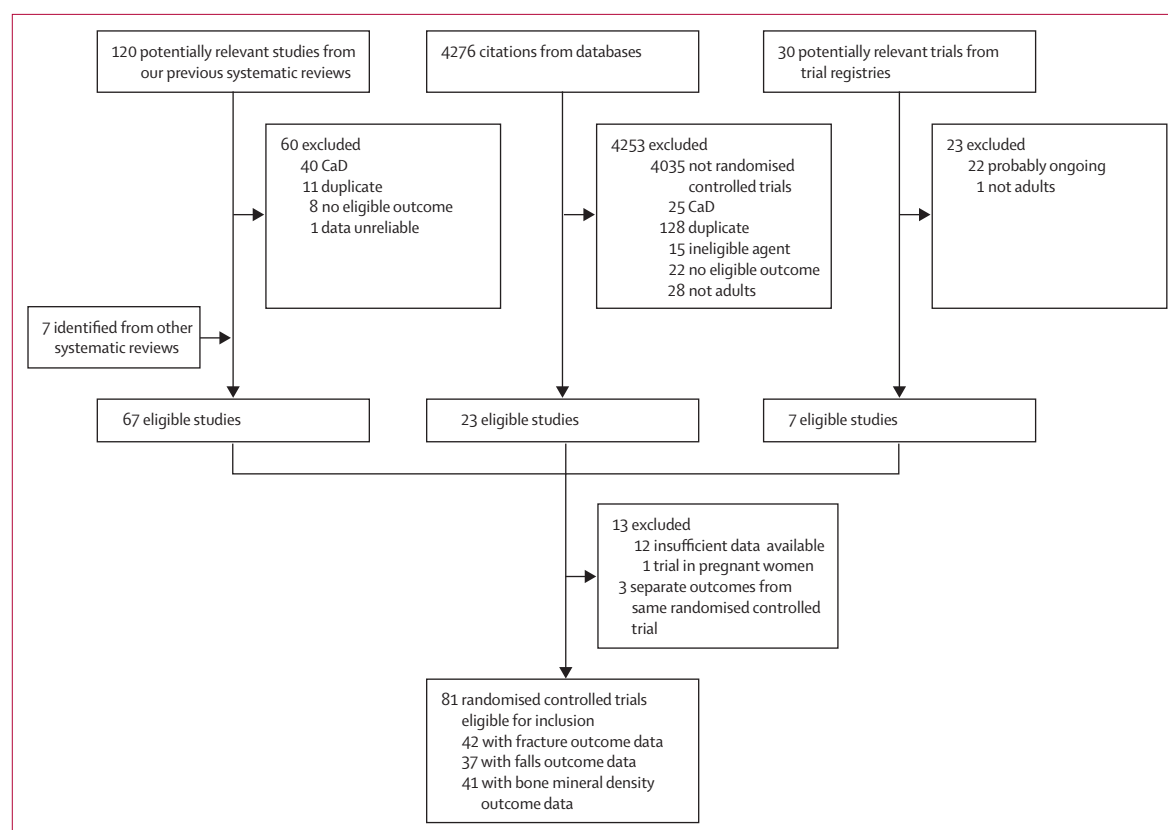 120 potentially relevant studies from
our previous systematic reviews
4276 citations from databases
30 potentially relevant trials from
trial registries
60 excluded
40 CaD
11 duplicate
8 no eligible outcome
1 data unreliable
4253 excluded
4035 not randomised
controlled trials
25 CaD
128 duplicate
15 ineligible agent
22 no eligible outcome
28 not adults
23 excluded
22 probably ongoing
1 not adults
7 identified from other
systematic reviews
67 eligible studies
23 eligible studies
7 eligible studies
13 excluded
12 insufficient data available
1 trial in pregnant women
3 separate outcomes from
same randomised controlled
trial
81 randomised controlled trials
eligible for inclusion
42 with fracture outcome data
37 with falls outcome data
41 with bone mineral density
outcome data